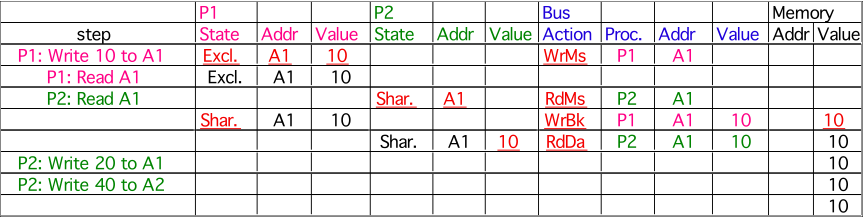 P1 P2 Bus Memory
step State Addr Value State Addr Value Action Proc. Addr Value Addr Value
P1: Write 10 to A1 Excl. A1 10 WrMs P1 A1
P1: Read A1 Excl. A1 10
P2: Read A1 Shar. A1 RdMs P2 A1
Shar. A1 10 WrBk P1 A1 10 10
Shar. A1 10 RdDa P2 A1 10 10
P2: Write 20 to A1 10
P2: Write 40 to A2 10
10